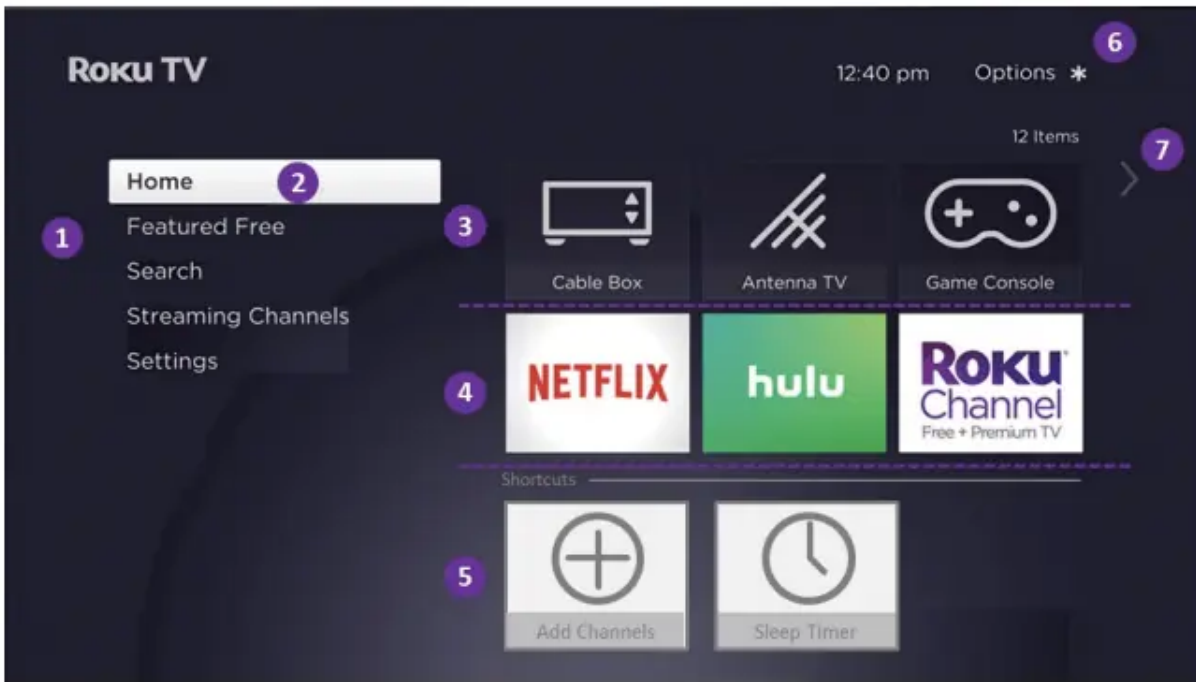 6
Roku TV
12:40 pm Options *
12 Items
7
Home 2
1
Featured Free
3
Search
Streaming Channels
Settings
Cable Box Antenna TV Game Console
4
NETFLIX hulu Roku
Channel
Free + Premium TV
Shortcuts
5
Add Channels Sleep Timer